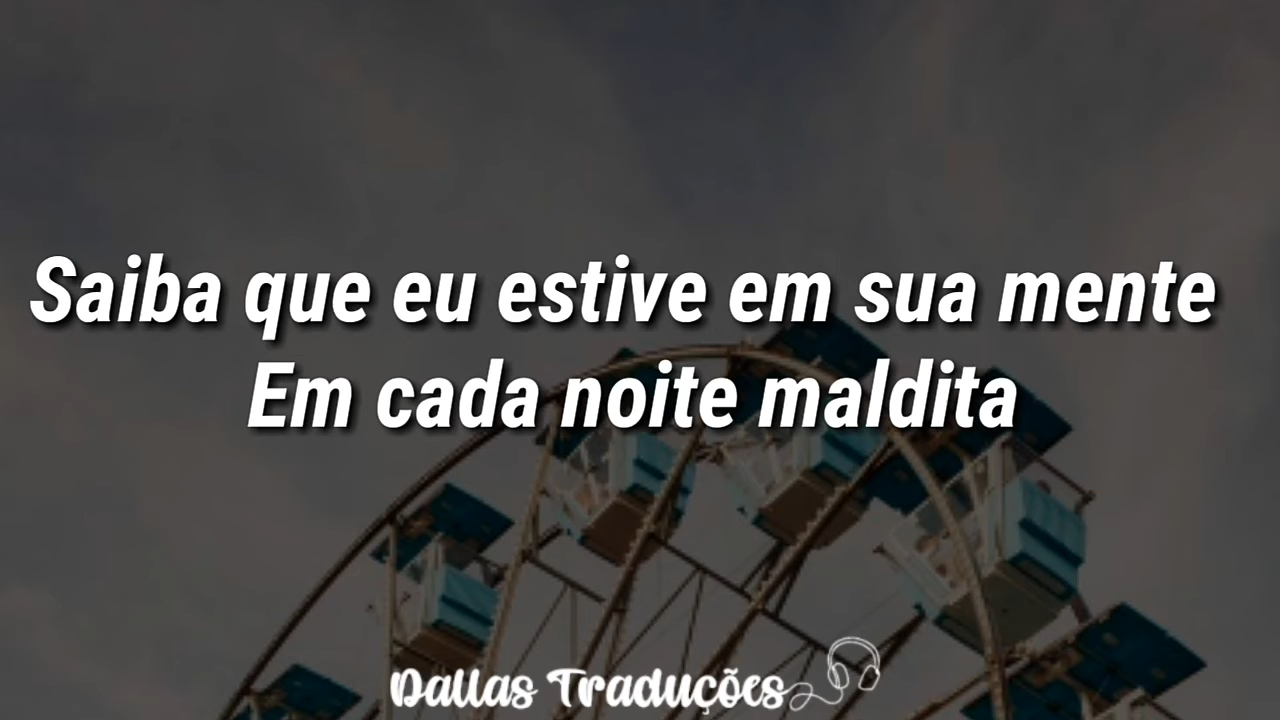 Saiba que eu estive em sua mente
Em cada noite maldita
Dallas Traduções